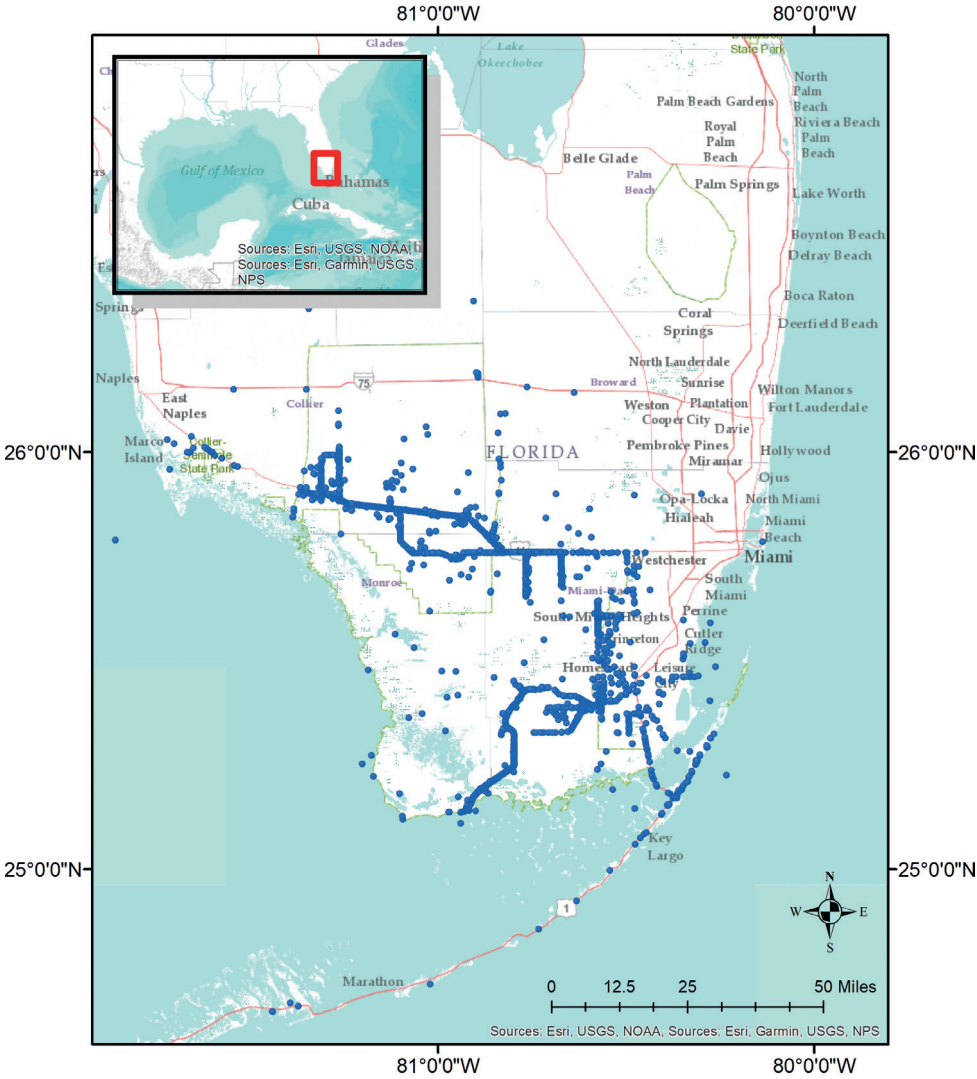 81°0'0"W
80°0'0"W
Glades
Lake
Okeechobee
State Park
North
Palm
Beach
Palm Beach Gardens
Riviera Beach
Royal
Palm
Beach
Palm
Beach
Belle Glade
Palm
Beach
Palm Springs
Lake Worth
Boynton Beach
Delray Beach
Boca Raton
Coral
Springs
Deerfield Beach
Gulf of Mexico
Bahamas
Cuba
Sources: Esri, USGS, NOAA,
Sources: Esri, Garmin, USGS,
NPS
Springs
North Lauderdale
Naples
75
Broward
Sunrise
Wilton Manors
East
Naples
Collier
Weston
Plantation
Fort Lauderdale
Cooper City
Davie
Marco
Island
Collier-
Seminole
State Park
26°0'0"N
FLORIDA
Pembroke Pines
Hollywood
26°0'0"N
Miramar
Ojus
Opa-Locka
North Miami
Hialeah
Miami
Beach
Westchester
Miami
Monroe
South
Miami
South Miami Heights
Perrine
Cutler
Ridge
Leisure
City
25°0'0"N
Key
Largo
25°0'0"N
1
N
W
E
S
Marathon
0
12.5
25
50 Miles
Sources: Esri, USGS, NOAA, Sources: Esri, Garmin, USGS, NPS
81°0'0"W
80°0'0"W